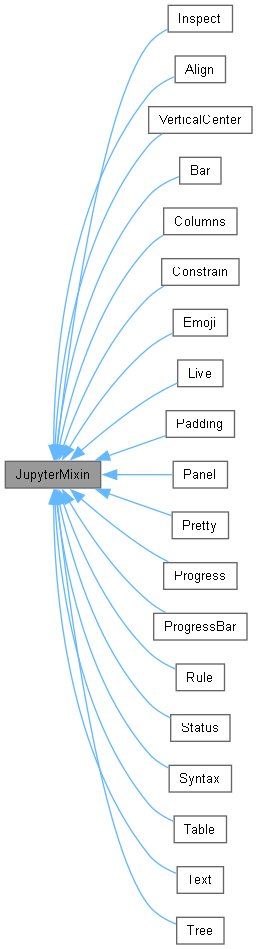 Inspect
Align
VerticalCenter
Bar
Columns
Constrain
Emoji
Live
Padding
JupyterMixin
Panel
Pretty
Progress
ProgressBar
Rule
Status
Syntax
Table
Text
Tree